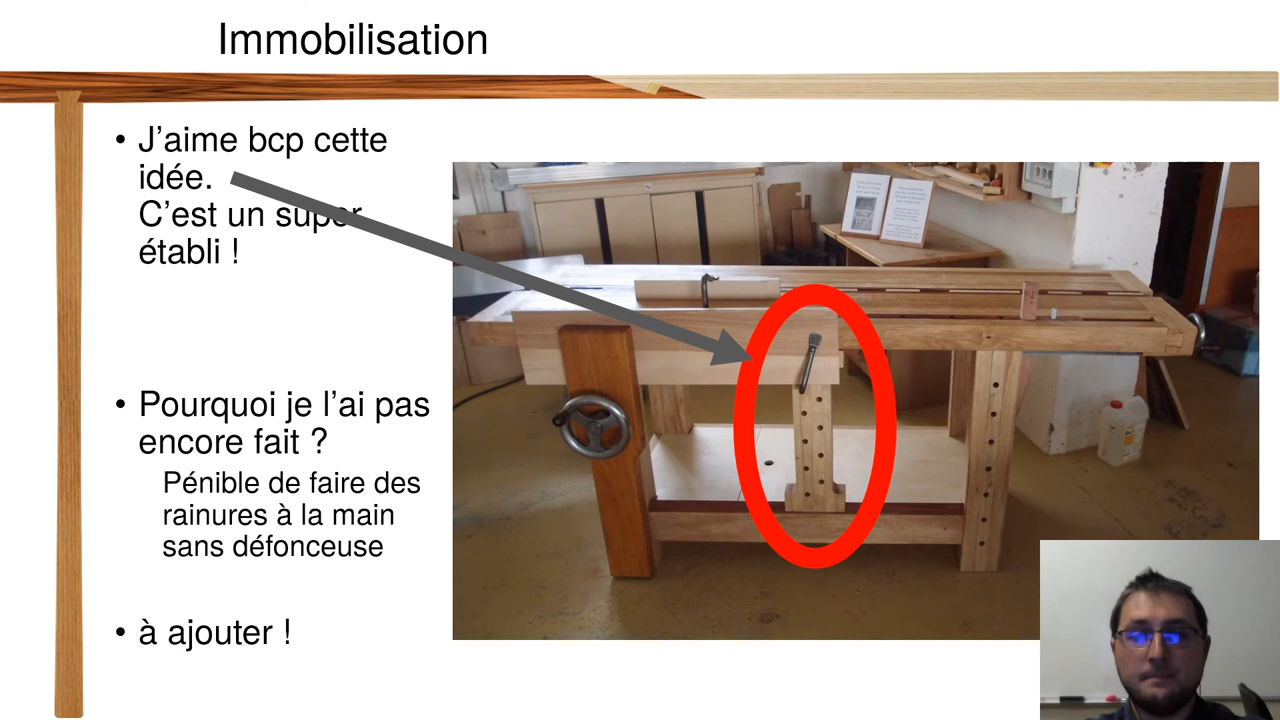 Immobilisation
• J’aime bcp cette
idée.
C’est un super
établi !
• Pourquoi je l’ai pas
encore fait ?
Pénible de faire des
rainures à la main
sans défonceuse
• à ajouter !